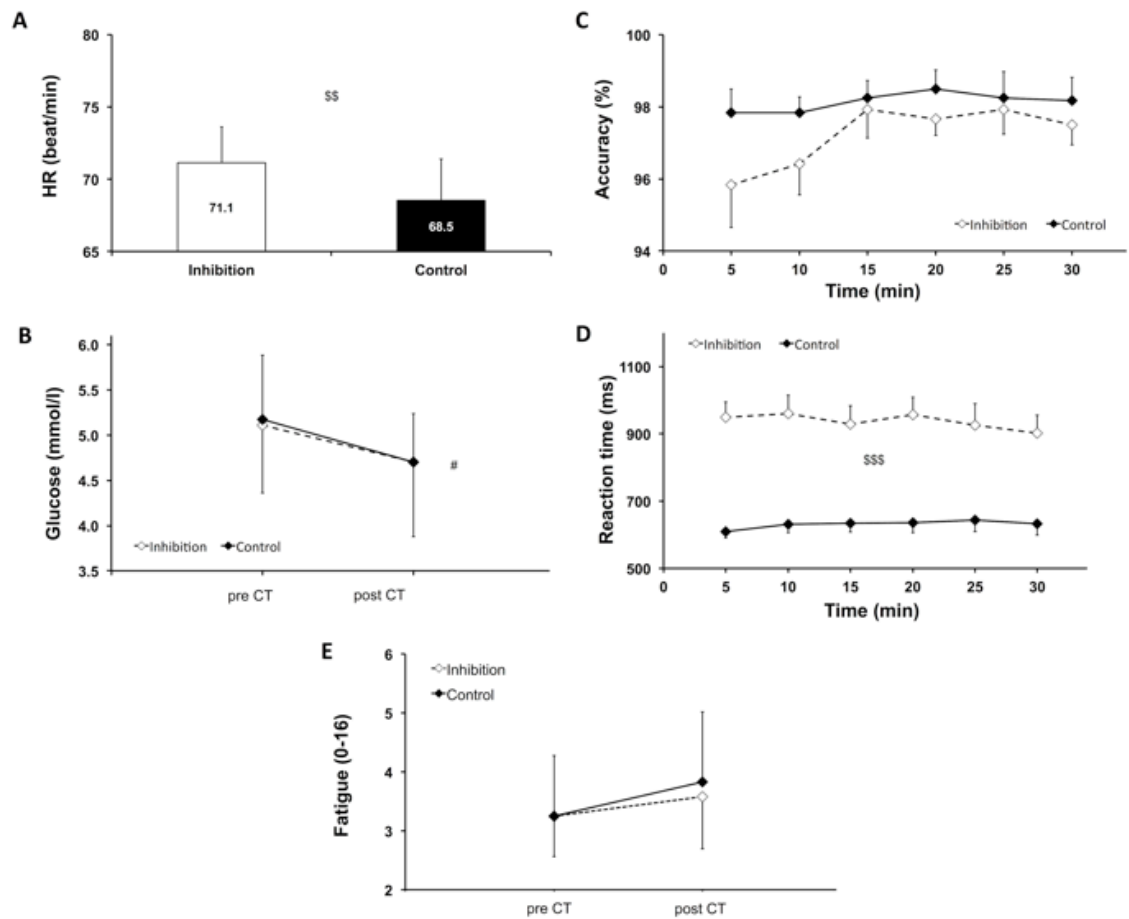 A
HR (beat/min)
80
75
70
65
$$
71.1
68.5
Inhibition Control
B
Glucose (mmol/l)
6.0
5.5
5.0
4.5
4.0
3.5
#
Inhibition Control
pre CT post CT
C
Accuracy (%)
100
98
96
94
Inhibition Control
0 5 10 15 20 25 30
Time (min)
D
Reaction time (ms)
Inhibition Control
1100
900
700
500
$$$
0 5 10 15 20 25 30
Time (min)
E
Fatigue (0-16)
6
5
4
3
2
Inhibition
Control
pre CT post CT